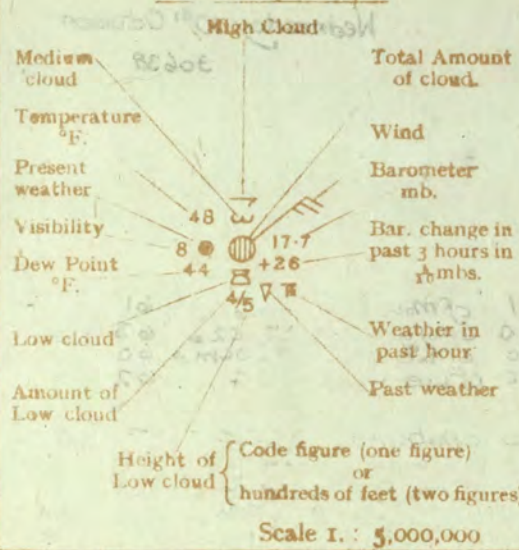 High Cloud
Medium
cloud
Total Amount
of cloud.
Temperature
°F.
Wind
Present
weather
Barometer
mb.
48
Visibility
8
17·7
Bar. change in
past 3 hours in
1/10 mbs.
Dew Point
°F.
44
+26
4/5
Low cloud
Weather in
past hour
Amount of
Low cloud
Past weather
Height of
Low cloud
Code figure (one figure)
or
hundreds of feet (two figures
Scale 1. : 5,000,000